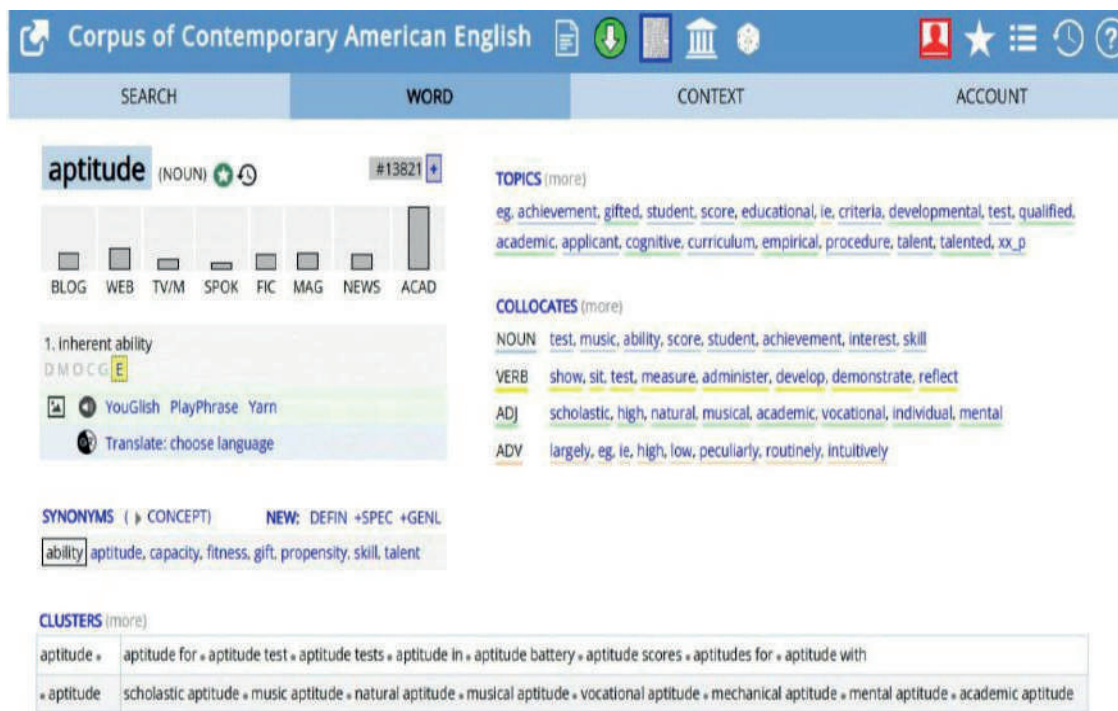 Corpus of Contemporary American English
SEARCH WORD CONTEXT ACCOUNT
aptitude (NOUN) #13821 +
BLOG WEB TV/M SPOK FIC MAG NEWS ACAD
1. inherent ability
D M O C G E
YouGlish PlayPhrase Yarn
Translate: choose language
SYNONYMS ( CONCEPT) NEW: DEFIN +SPEC +GENL
ability aptitude, capacity, fitness, gift, propensity, skill, talent
TOPICS (more)
eg, achievement, gifted, student, score, educational, ie, criteria, developmental, test, qualified,
academic, applicant, cognitive, curriculum, empirical, procedure, talent, talented, xx_p
COLLOCATES (more)
NOUN test, music, ability, score, student, achievement, interest, skill
VERB show, sit, test, measure, administer, develop, demonstrate, reflect
ADJ scholastic, high, natural, musical, academic, vocational, individual, mental
ADV largely, eg, ie, high, low, peculiarly, routinely, intuitively
CLUSTERS (more)
aptitude • aptitude for • aptitude test • aptitude tests • aptitude in • aptitude battery • aptitude scores • aptitudes for • aptitude with
• aptitude scholastic aptitude • music aptitude • natural aptitude • musical aptitude • vocational aptitude • mechanical aptitude • mental aptitude • academic aptitude